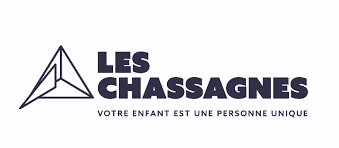 LES
CHASSAGNES
VOTRE ENFANT EST UNE PERSONNE UNIQUE